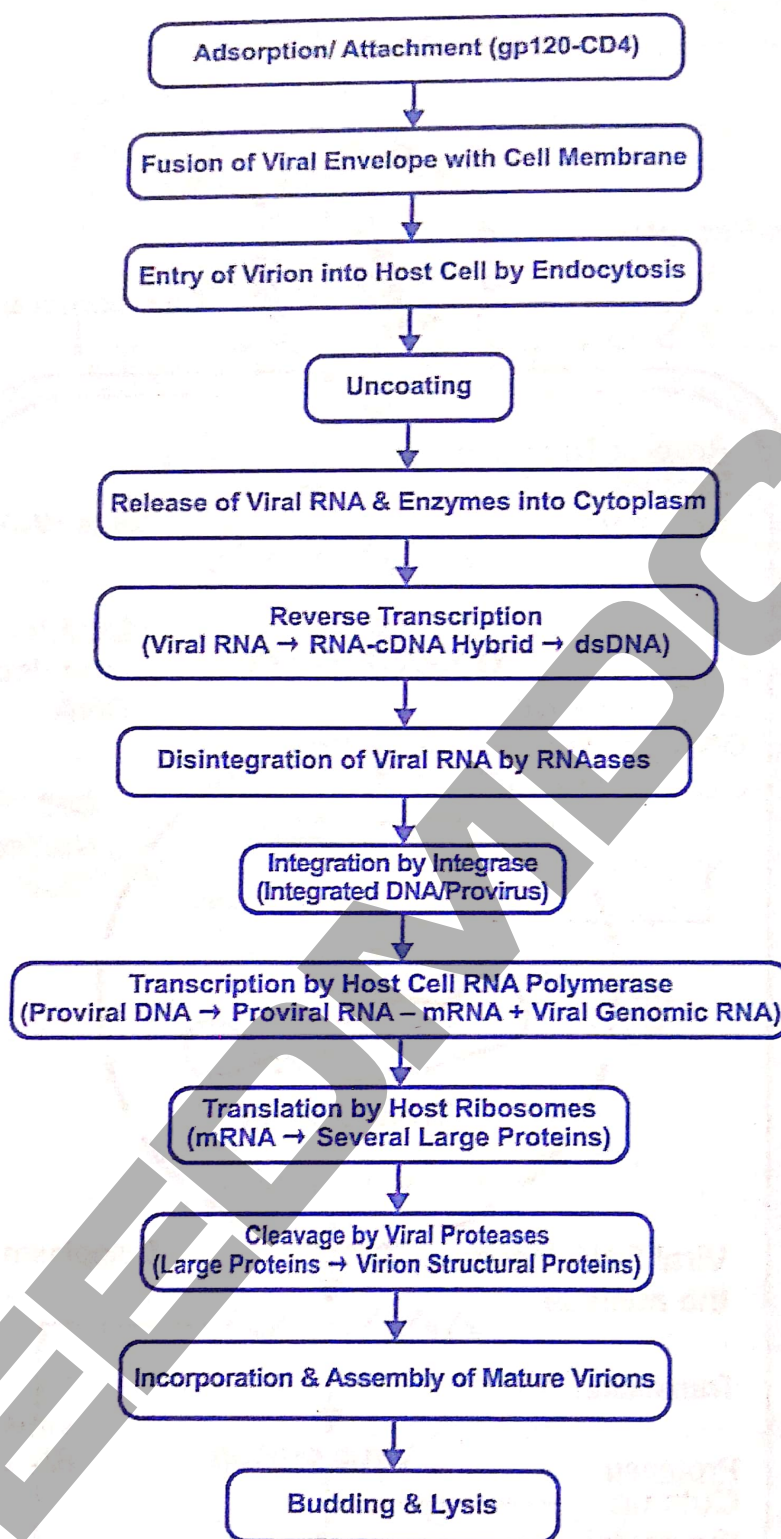 Adsorption/ Attachment (gp120-CD4)
Fusion of Viral Envelope with Cell Membrane
Entry of Virion into Host Cell by Endocytosis
Uncoating
Release of Viral RNA & Enzymes into Cytoplasm
Reverse Transcription
(Viral RNA → RNA-cDNA Hybrid → dsDNA)
Disintegration of Viral RNA by RNAases
Integration by Integrase
(Integrated DNA/Provirus)
Transcription by Host Cell RNA Polymerase
(Proviral DNA → Proviral RNA – mRNA + Viral Genomic RNA)
Translation by Host Ribosomes
(mRNA → Several Large Proteins)
Cleavage by Viral Proteases
(Large Proteins → Virion Structural Proteins)
Incorporation & Assembly of Mature Virions
Budding & Lysis